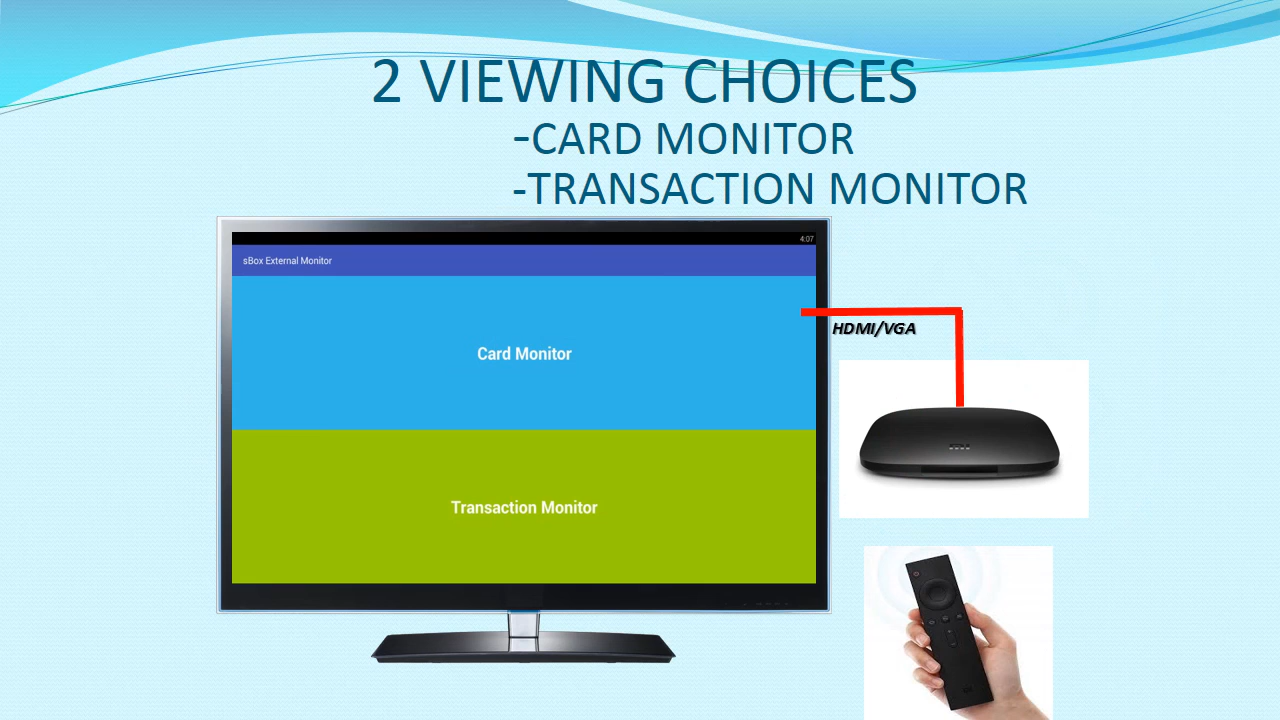 2 VIEWING CHOICES
-CARD MONITOR
-TRANSACTION MONITOR
4:07
sBox External Monitor
Card Monitor
HDMI/VGA
Transaction Monitor